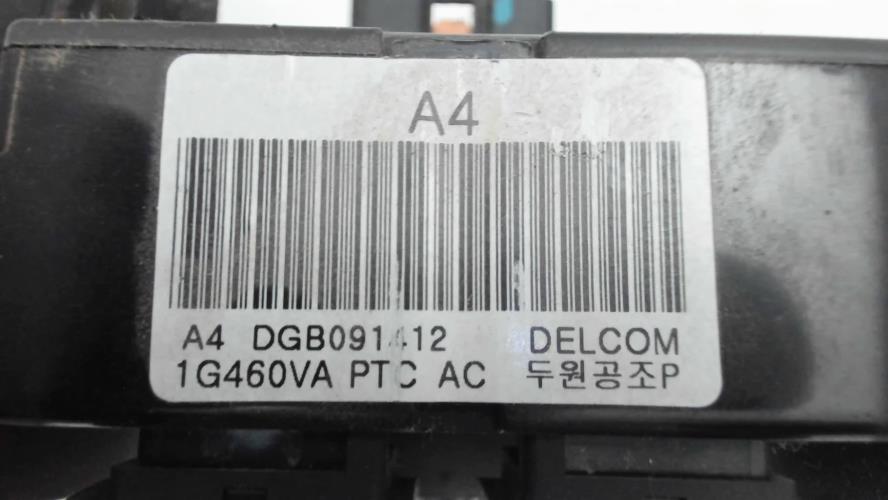 A4
A4 DGB091412 DELCOM
1G460VA PTC AC 두원공조P